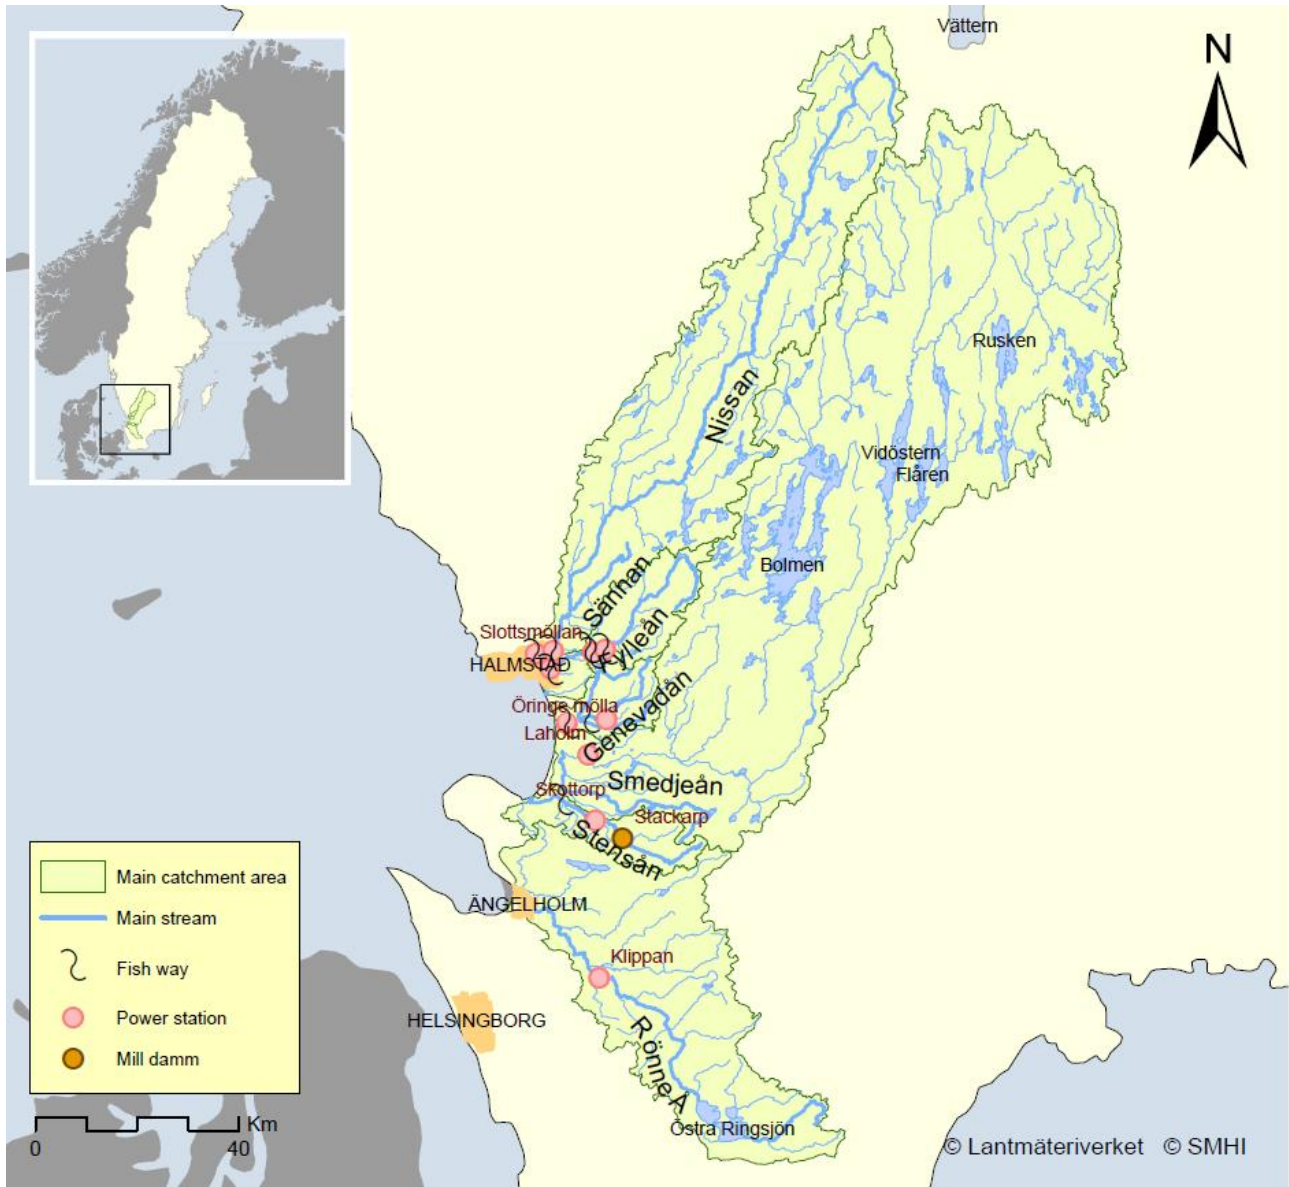 Vättern
N
Rusken
Nissan
Vidöstern
Flåren
Bolmen
Sännan
Slottsmöllan
Fylleån
HALMSTAD
Örings mölla
Genevadån
Laholm
Smedjeån
Skottorp
Stackarp
Stensån
ÄNGELHOLM
Klippan
HELSINGBORG
Rönne Å
Östra Ringsjön
Main catchment area
Main stream
Fish way
Power station
Mill damm
Km
0 40
© Lantmäteriverket © SMHI